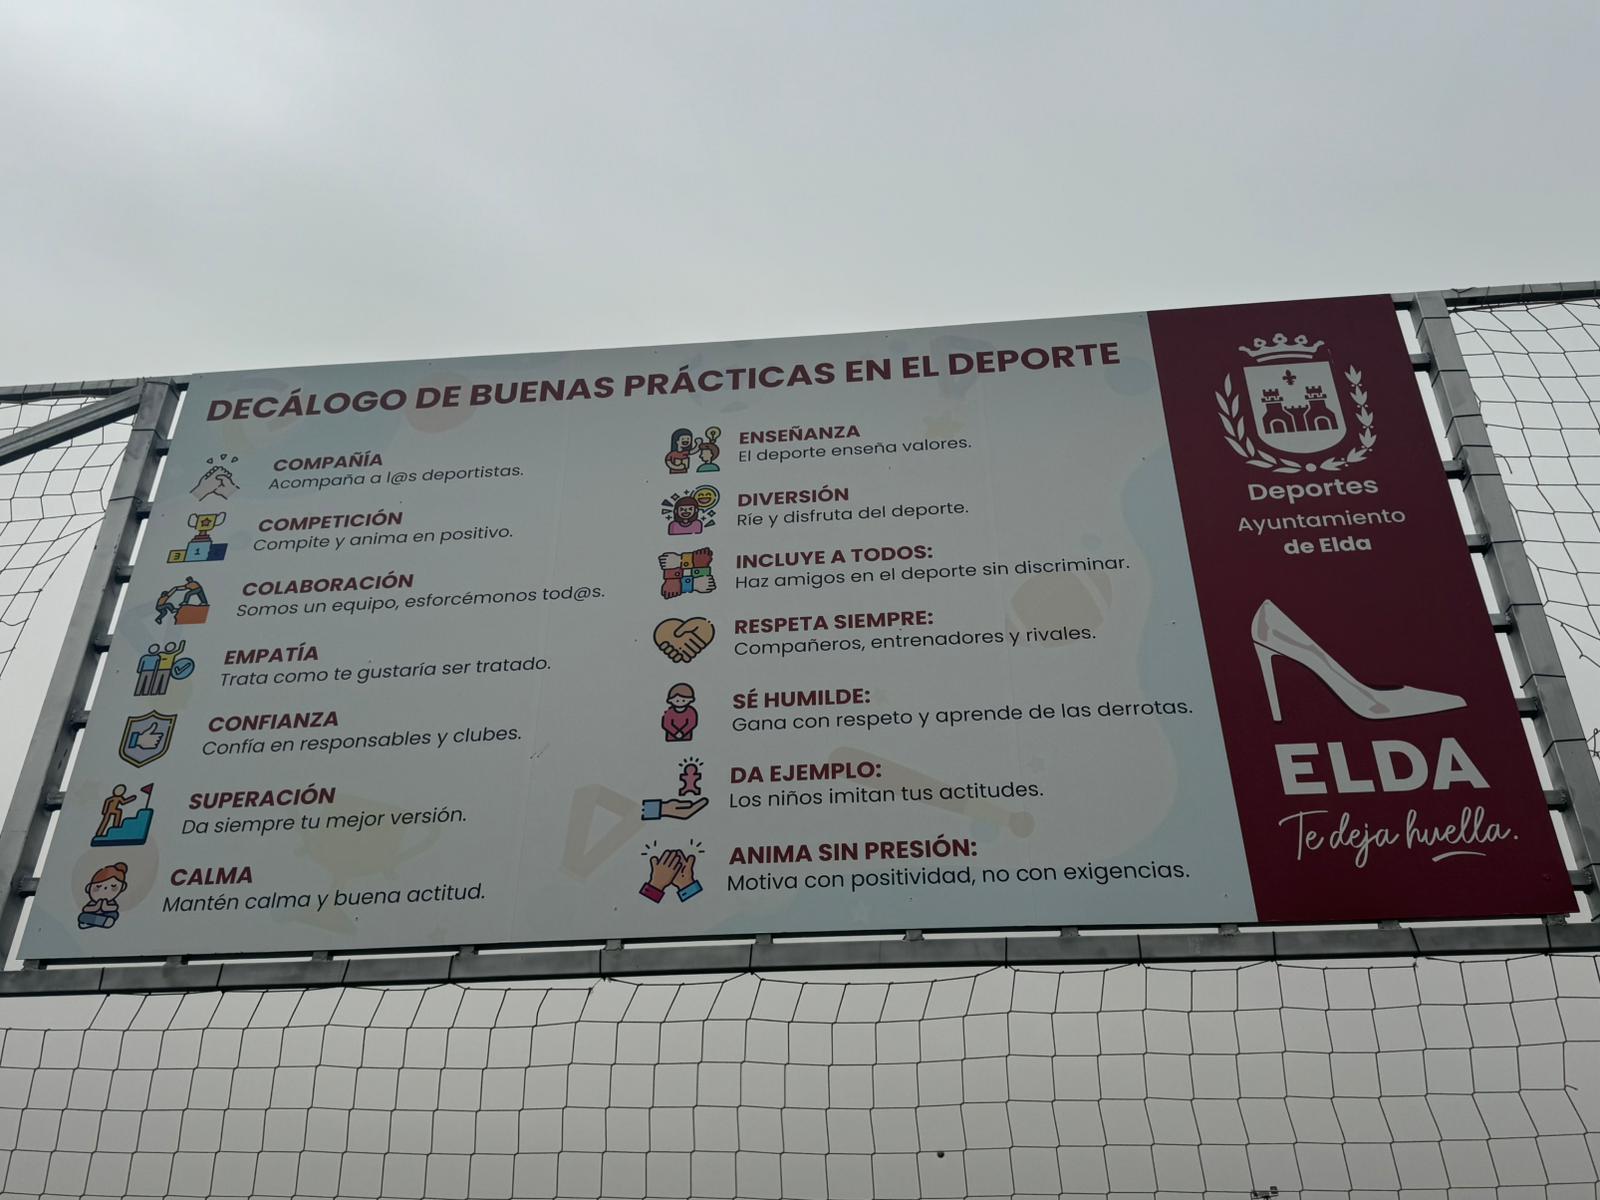 DECÁLOGO DE BUENAS PRÁCTICAS EN EL DEPORTE
COMPAÑÍA
Acompaña a l@s deportistas.
COMPETICIÓN
Compite y anima en positivo.
COLABORACIÓN
Somos un equipo, esforcémonos tod@s.
EMPATÍA
Trata como te gustaría ser tratado.
CONFIANZA
Confía en responsables y clubes.
SUPERACIÓN
Da siempre tu mejor versión.
CALMA
Mantén calma y buena actitud.
ENSEÑANZA
El deporte enseña valores.
DIVERSIÓN
Ríe y disfruta del deporte.
INCLUYE A TODOS:
Haz amigos en el deporte sin discriminar.
RESPETA SIEMPRE:
Compañeros, entrenadores y rivales.
SÉ HUMILDE:
Gana con respeto y aprende de las derrotas.
DA EJEMPLO:
Los niños imitan tus actitudes.
ANIMA SIN PRESIÓN:
Motiva con positividad, no con exigencias.
Deportes
Ayuntamiento
de Elda
ELDA
Te deja huella.